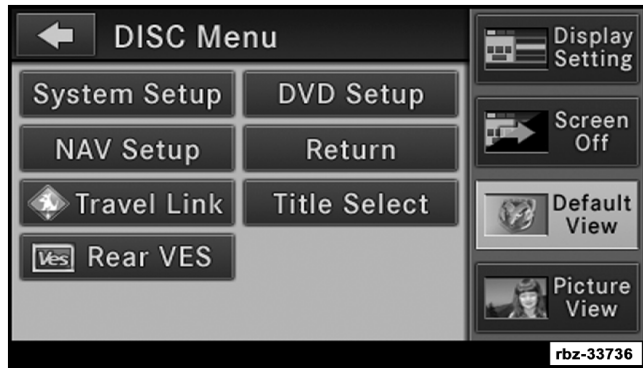 DISC Menu
System Setup
DVD Setup
NAV Setup
Return
Travel Link
Title Select
Ves Rear VES
Display
Setting
Screen
Off
Default
View
Picture
View
rbz-33736